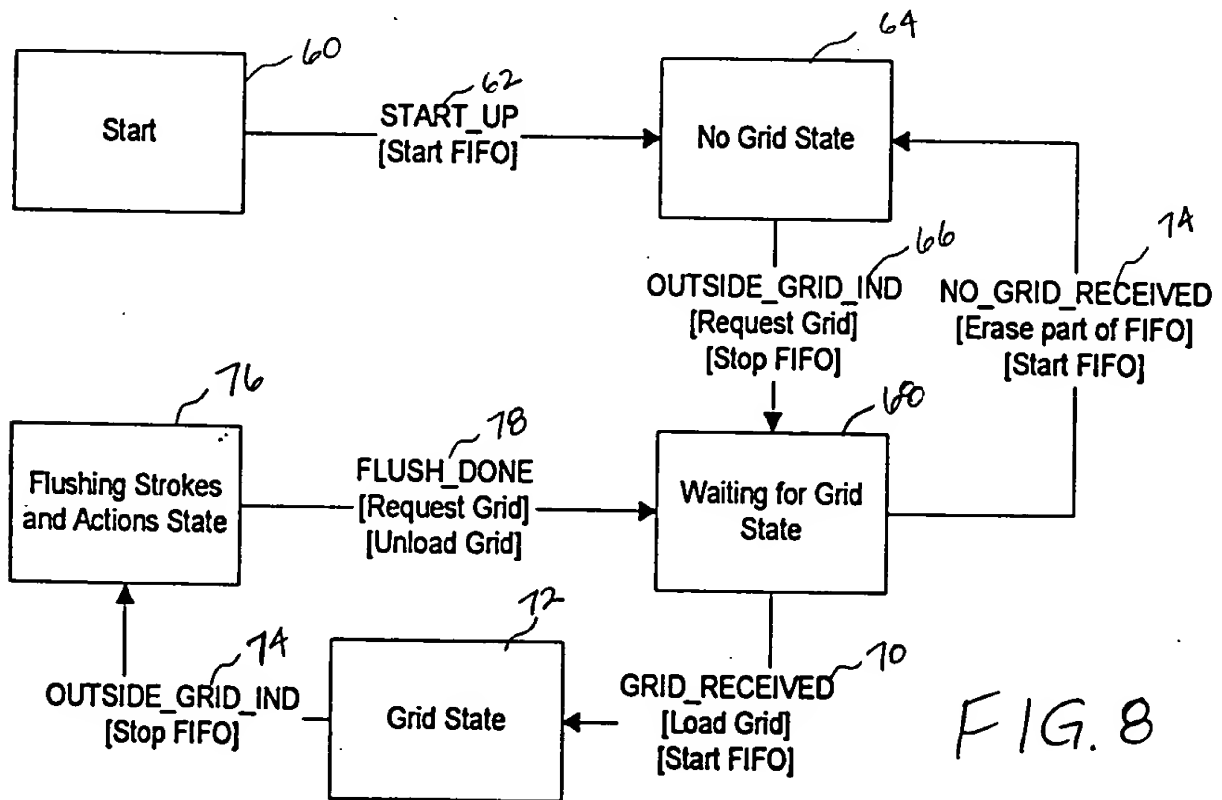 60
Start
62
START_UP
[Start FIFO]
64
No Grid State
66
OUTSIDE_GRID_IND
[Request Grid]
[Stop FIFO]
74
NO_GRID_RECEIVED
[Erase part of FIFO]
[Start FIFO]
76
Flushing Strokes
and Actions State
78
FLUSH_DONE
[Request Grid]
[Unload Grid]
680
Waiting for Grid
State
74
OUTSIDE_GRID_IND
[Stop FIFO]
72
Grid State
70
GRID_RECEIVED
[Load Grid]
[Start FIFO]
FIG. 8